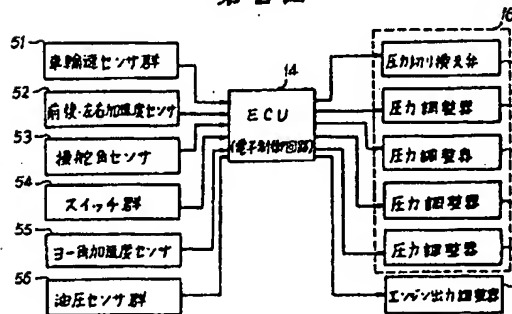 51
車輪速センサ群
52
前後・左右加速度センサ
53
操舵角センサ
54
スイッチ群
55
ヨー角加速度センサ
56
油圧センサ群
14
ECU
(電子制御回路)
16
圧力切り換え弁
圧力調整器
圧力調整器
圧力調整器
圧力調整器
エンジン出力調整器